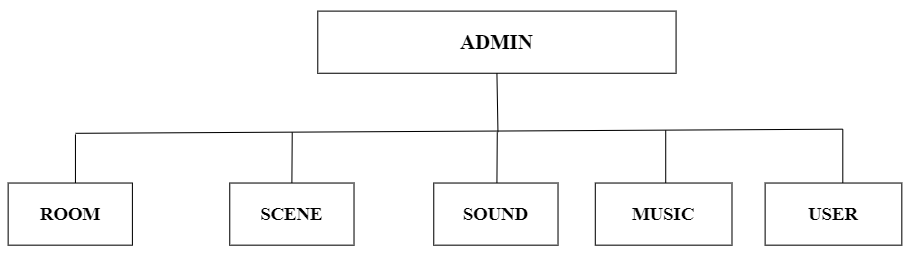 ADMIN
ROOM
SCENE
SOUND
MUSIC
USER